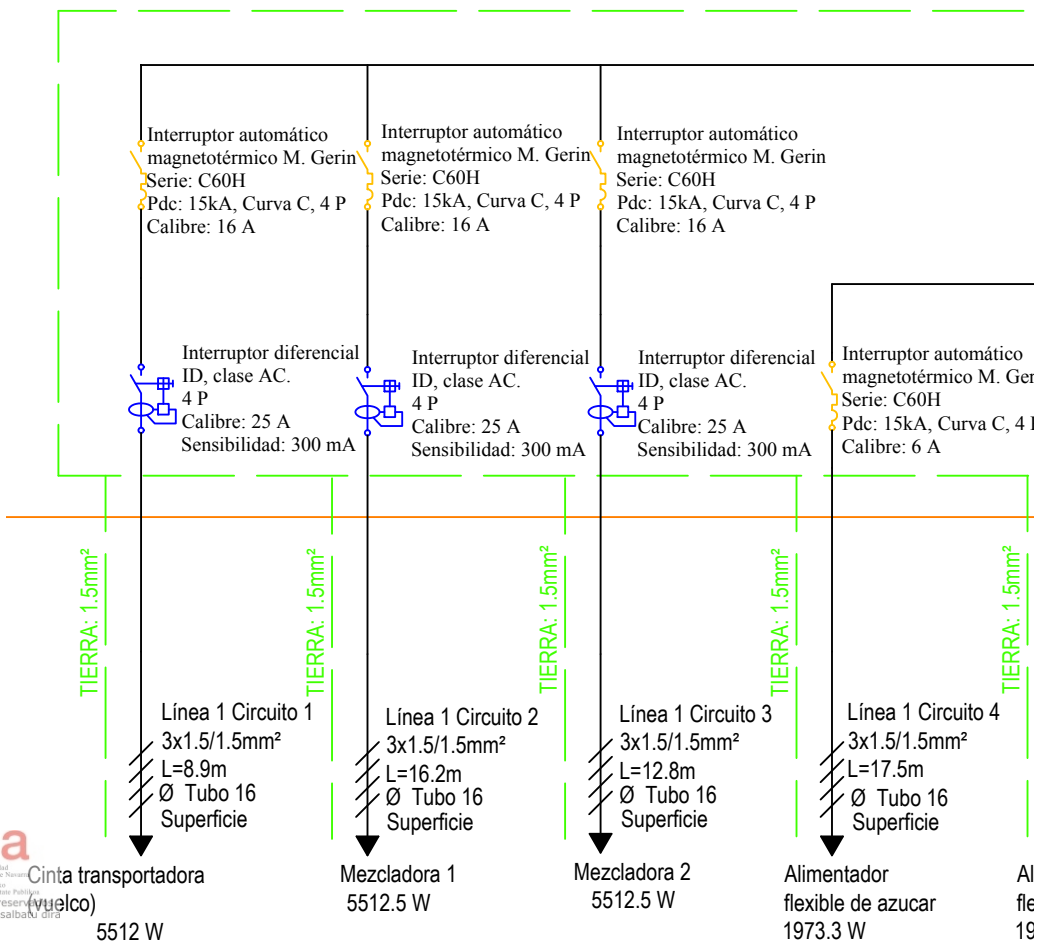 Interruptor automático
magnetotérmico M. Gerin
Serie: C60H
Pdc: 15kA, Curva C, 4 P
Calibre: 16 A
Interruptor automático
magnetotérmico M. Gerin
Serie: C60H
Pdc: 15kA, Curva C, 4 P
Calibre: 16 A
Interruptor automático
magnetotérmico M. Gerin
Serie: C60H
Pdc: 15kA, Curva C, 4 P
Calibre: 16 A
Interruptor diferencial
ID, clase AC.
4 P
Calibre: 25 A
Sensibilidad: 300 mA
Interruptor diferencial
ID, clase AC.
4 P
Calibre: 25 A
Sensibilidad: 300 mA
Interruptor diferencial
ID, clase AC.
4 P
Calibre: 25 A
Sensibilidad: 300 mA
Interruptor automático
magnetotérmico M. Ger
Serie: C60H
Pdc: 15kA, Curva C, 4
Calibre: 6 A
TIERRA: 1.5mm²
TIERRA: 1.5mm²
TIERRA: 1.5mm²
TIERRA: 1.5mm²
TIERRA: 1.5mm²
Línea 1 Circuito 1
3x1.5/1.5mm²
L=8.9m
Ø Tubo 16
Superficie
Línea 1 Circuito 2
3x1.5/1.5mm²
L=16.2m
Ø Tubo 16
Superficie
Línea 1 Circuito 3
3x1.5/1.5mm²
L=12.8m
Ø Tubo 16
Superficie
Línea 1 Circuito 4
3x1.5/1.5mm²
L=17.5m
Ø Tubo 16
Superficie
Cinta transportadora
(vuelco)
5512 W
Mezcladora 1
5512.5 W
Mezcladora 2
5512.5 W
Alimentador
flexible de azucar
1973.3 W
Al
fle
19
a
salbatu dira